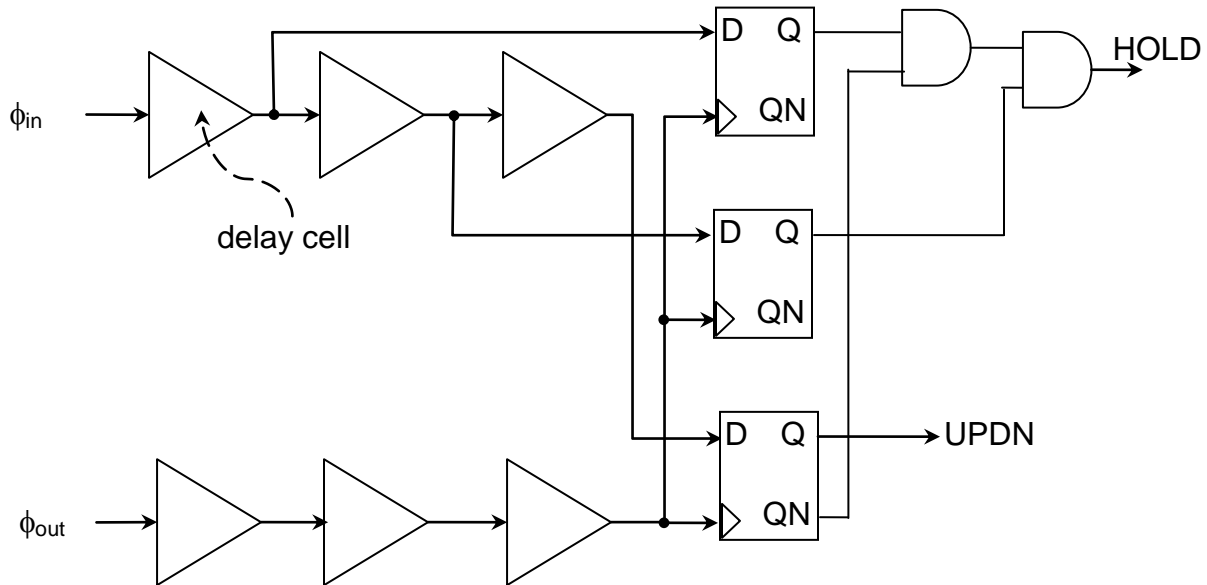 D Q
HOLD
QN
ϕin
D Q
delay cell
QN
D Q
UPDN
QN
ϕout